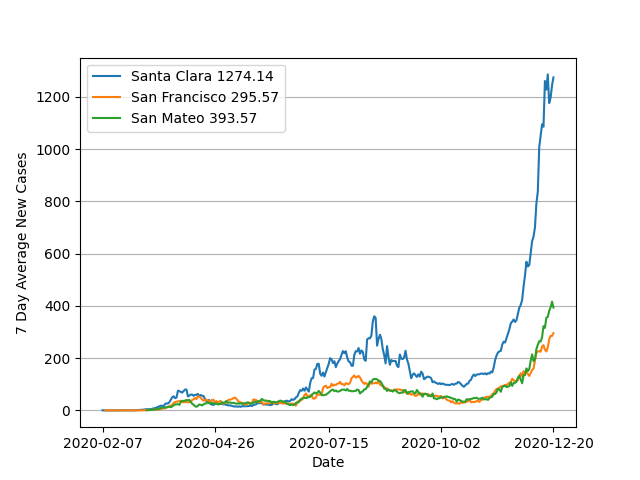 Santa Clara 1274.14
San Francisco 295.57
San Mateo 393.57
7 Day Average New Cases
1200
1000
800
600
400
200
0
2020-02-07 2020-04-26 2020-07-15 2020-10-02 2020-12-20
Date